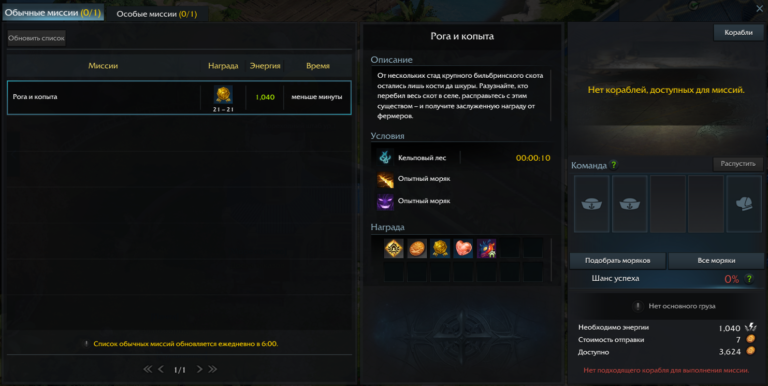 Обычные миссии (0/1)
Особые миссии (0/1)
Обновить список
Миссии Награда Энергия Время
Рога и копыта 21 – 21 1,040 меньше минуты
! Список обычных миссий обновляется ежедневно в 6:00.
1/1
Рога и копыта
Описание
От нескольких стад крупного бильбринского скота
остались лишь кости да шкуры. Разузнайте, кто
перебил весь скот в селе, расправьтесь с этим
существом – и получите заслуженную награду от
фермеров.
Условия
Кельповый лес 00:00:10
Опытный моряк
Опытный моряк
Награда
Корабли
Нет кораблей, доступных для миссий.
Команда ?
Распустить
Подобрать моряков
Все моряки
Шанс успеха 0% ?
! Нет основного груза
Необходимо энергии 1,040
Стоимость отправки 7
Доступно 3,624
Нет подходящего корабля для выполнения миссии.